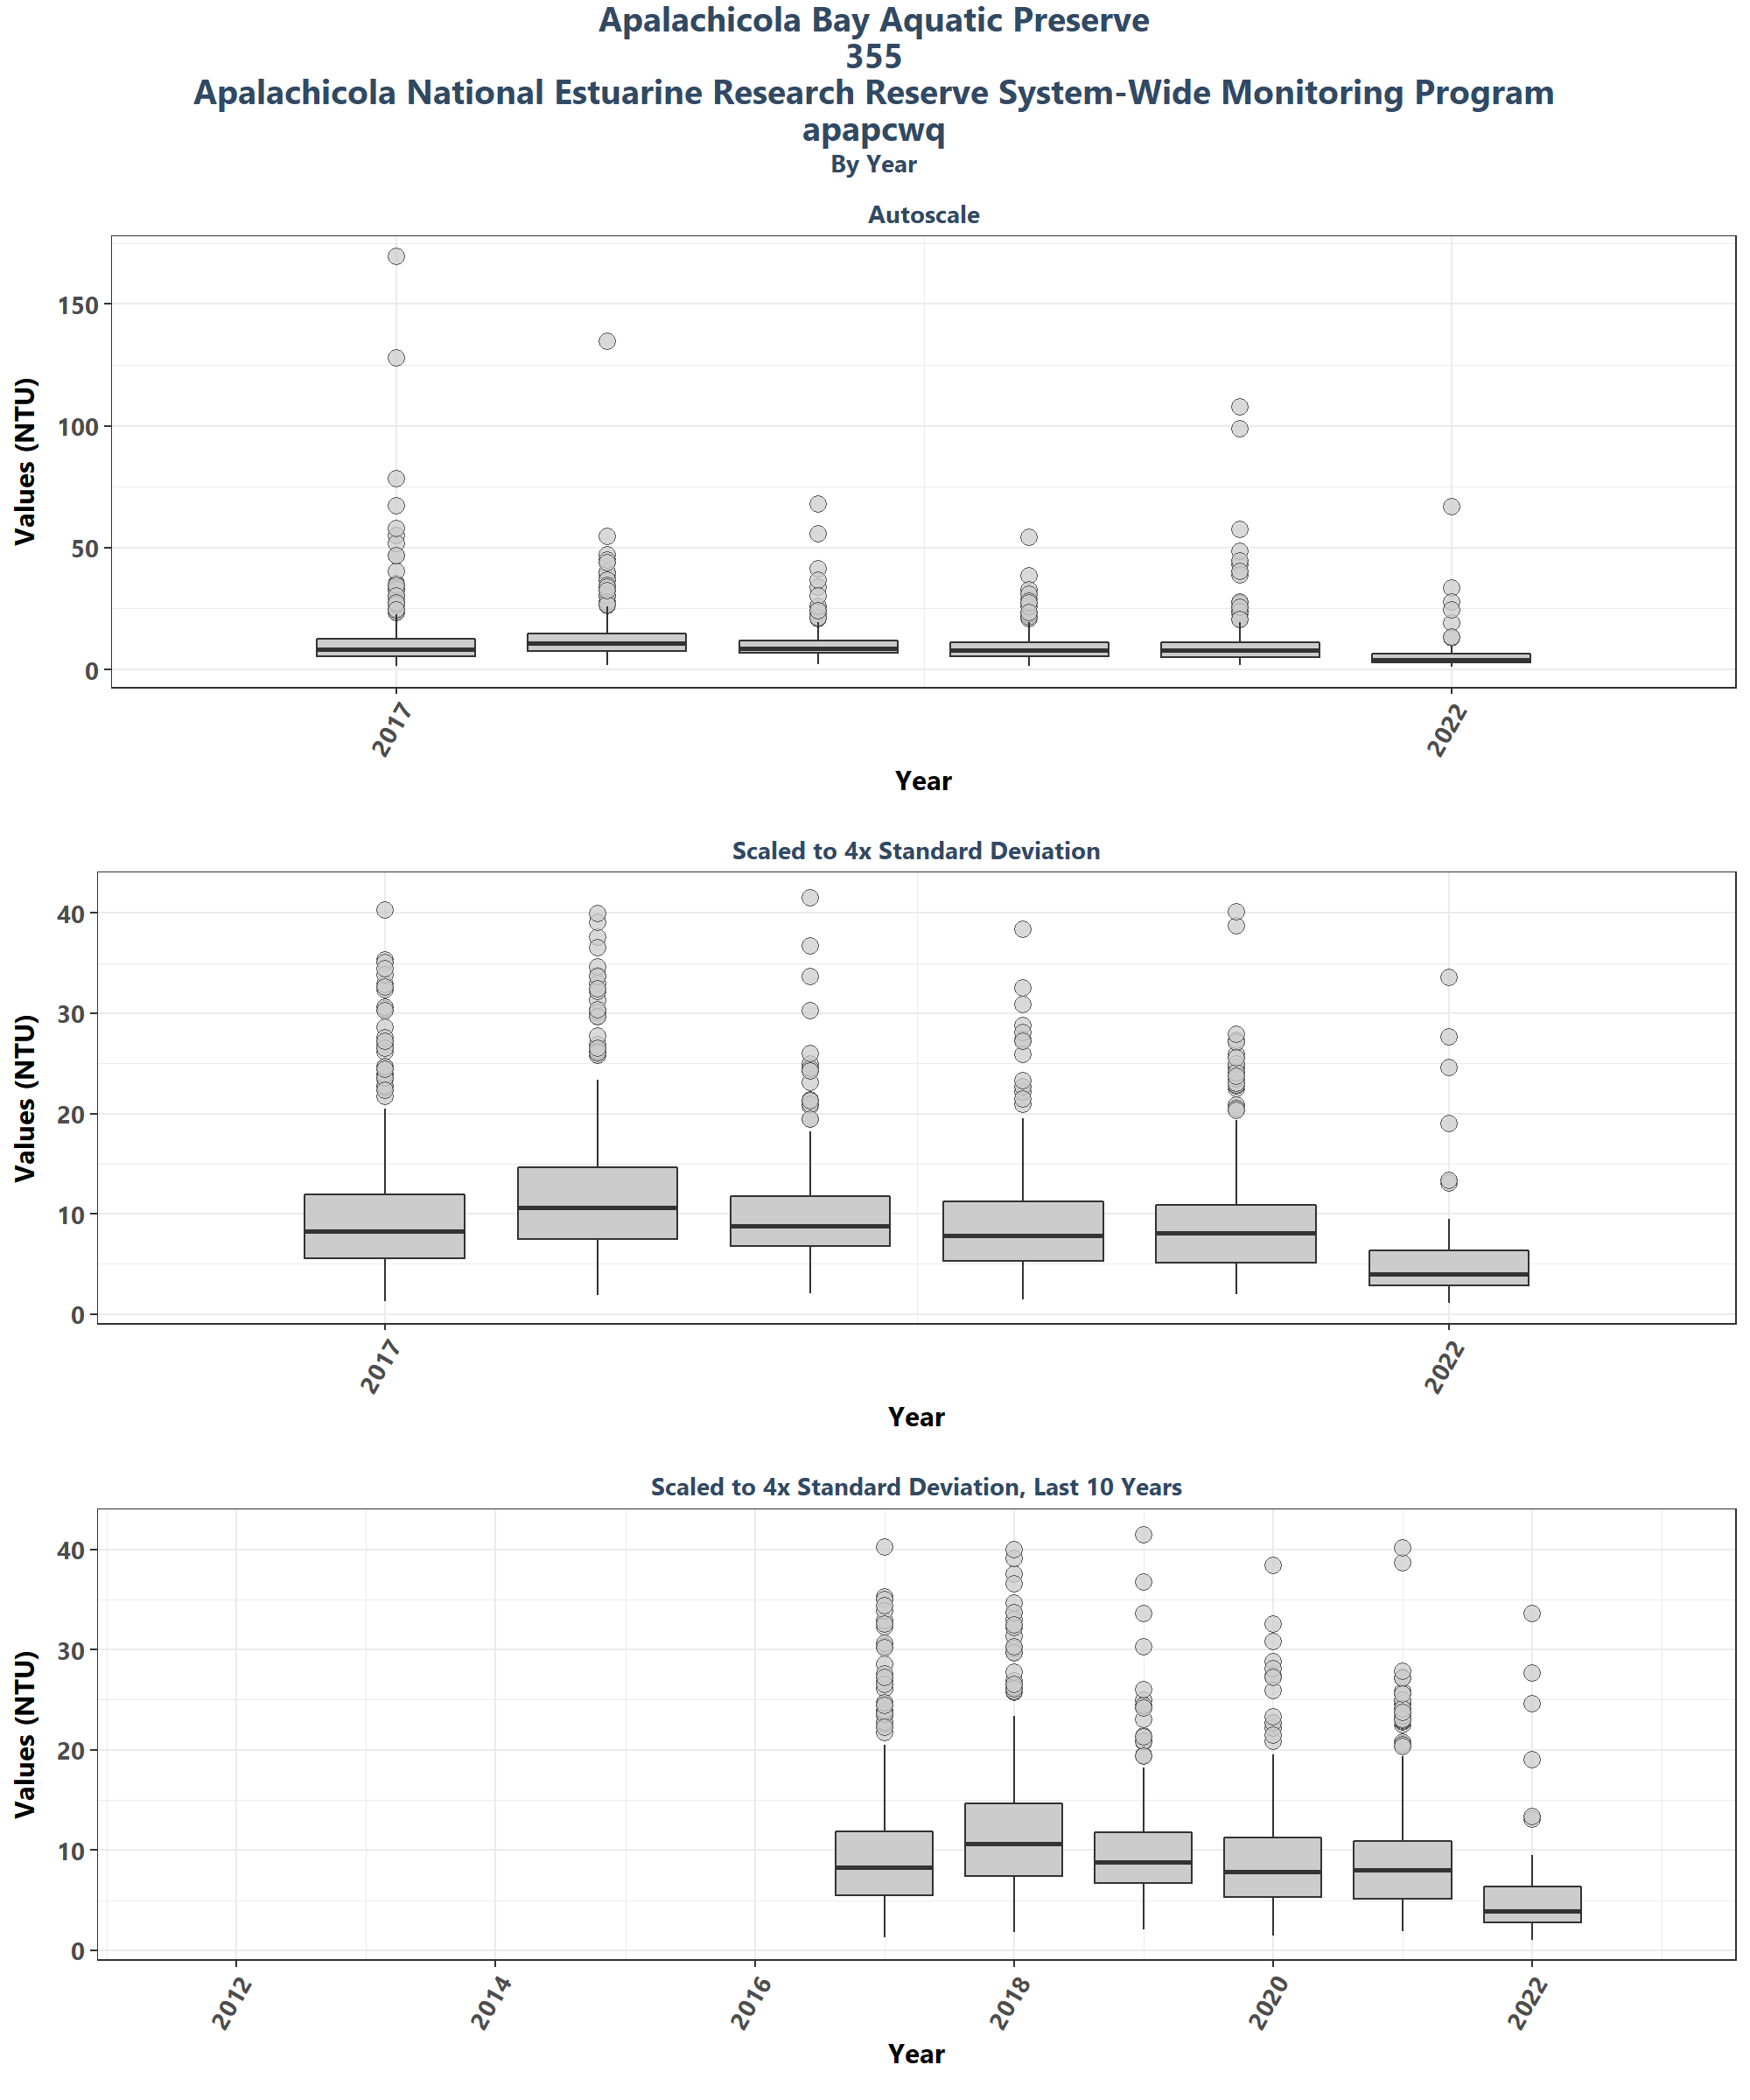 Apalachicola Bay Aquatic Preserve
355
Apalachicola National Estuarine Research Reserve System-Wide Monitoring Program
apapcwq
By Year
Autoscale
Values (NTU)
150
100
50
0
2017
2022
Year
Scaled to 4x Standard Deviation
Values (NTU)
40
30
20
10
0
2017
2022
Year
Scaled to 4x Standard Deviation, Last 10 Years
Values (NTU)
40
30
20
10
0
2012
2014
2016
2018
2020
2022
Year